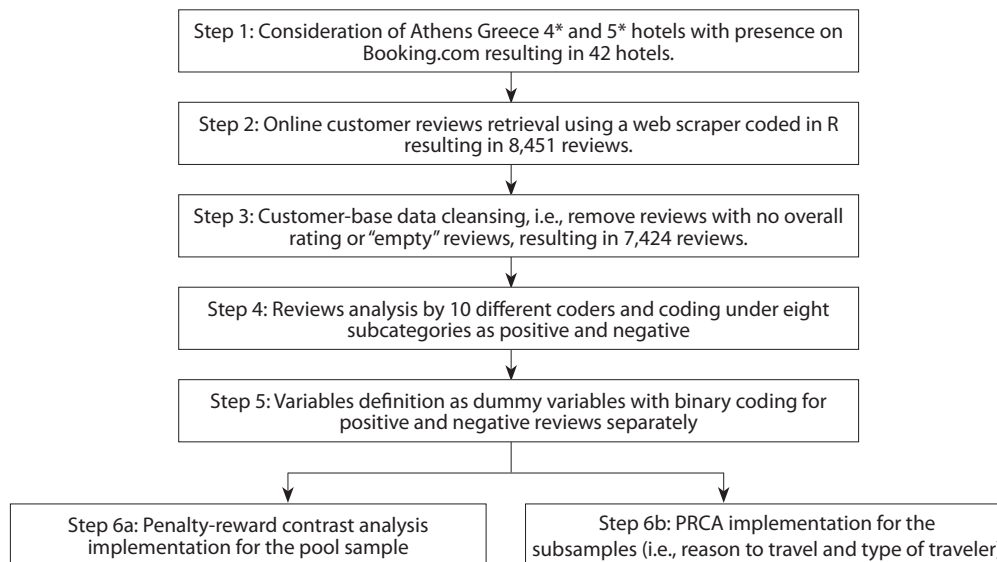 Step 1: Consideration of Athens Greece 4* and 5* hotels with presence on
Booking.com resulting in 42 hotels.
Step 2: Online customer reviews retrieval using a web scraper coded in R
resulting in 8,451 reviews.
Step 3: Customer-base data cleansing, i.e., remove reviews with no overall
rating or “empty” reviews, resulting in 7,424 reviews.
Step 4: Reviews analysis by 10 different coders and coding under eight
subcategories as positive and negative
Step 5: Variables definition as dummy variables with binary coding for
positive and negative reviews separately
Step 6a: Penalty-reward contrast analysis
implementation for the pool sample
Step 6b: PRCA implementation for the
subsamples (i.e., reason to travel and type of traveler)